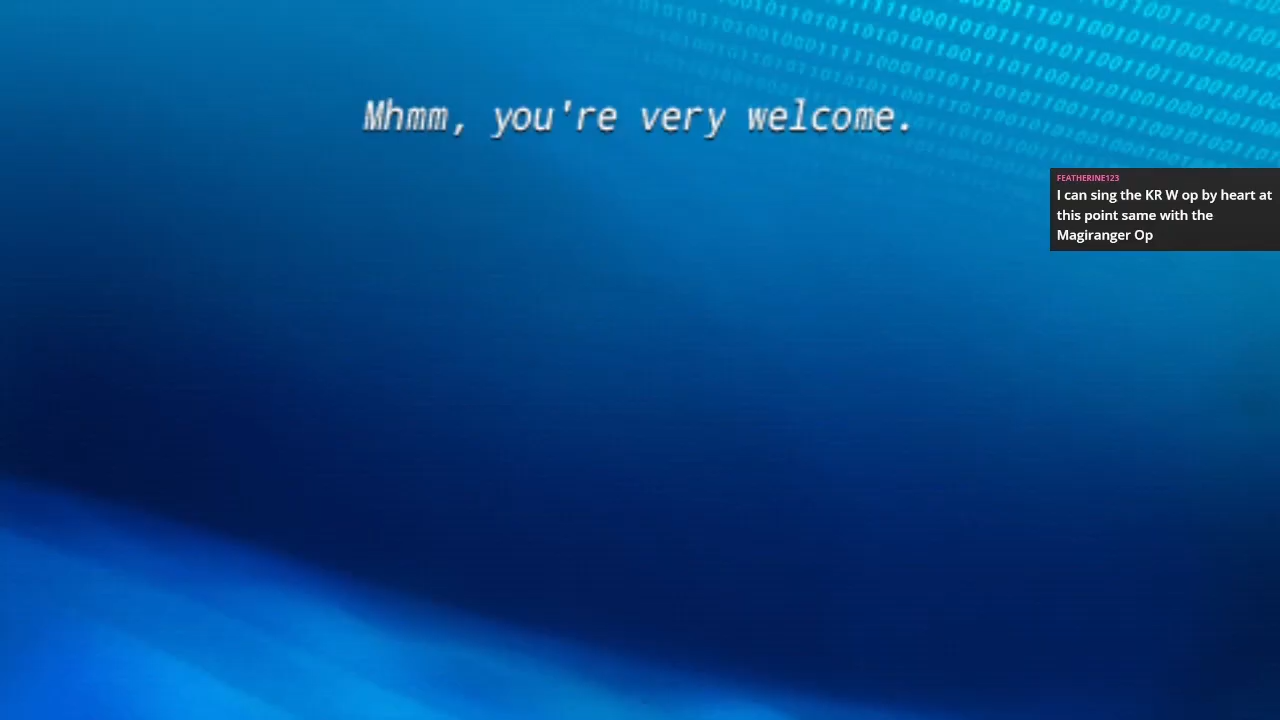 Mhmm, you're very welcome.
FEATHERINE123
I can sing the KR W op by heart at
this point same with the
Magiranger Op